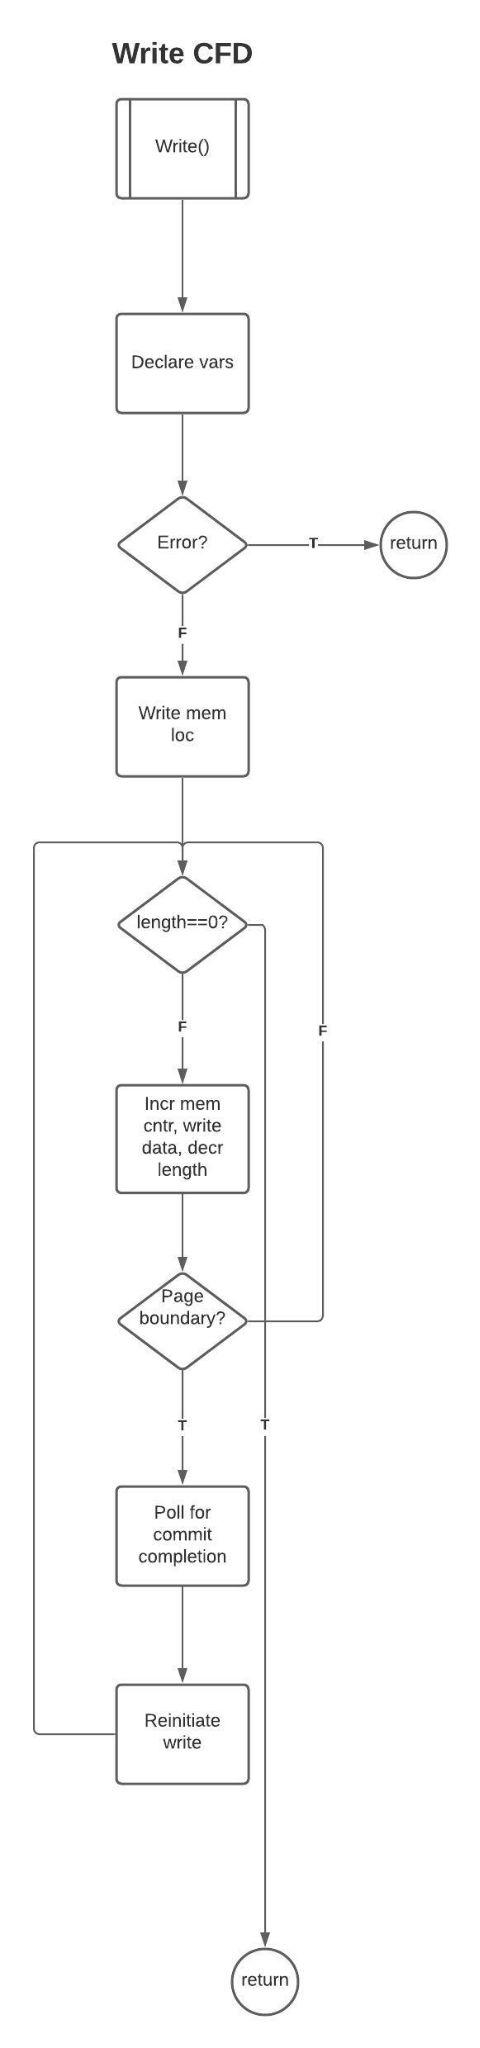 Write CFD
Write()
Declare vars
Error?
T
return
F
Write mem
loc
length==0?
F
F
Incr mem
cntr, write
data, decr
length
Page
boundary?
T
T
Poll for
commit
completion
Reinitiate
write
return